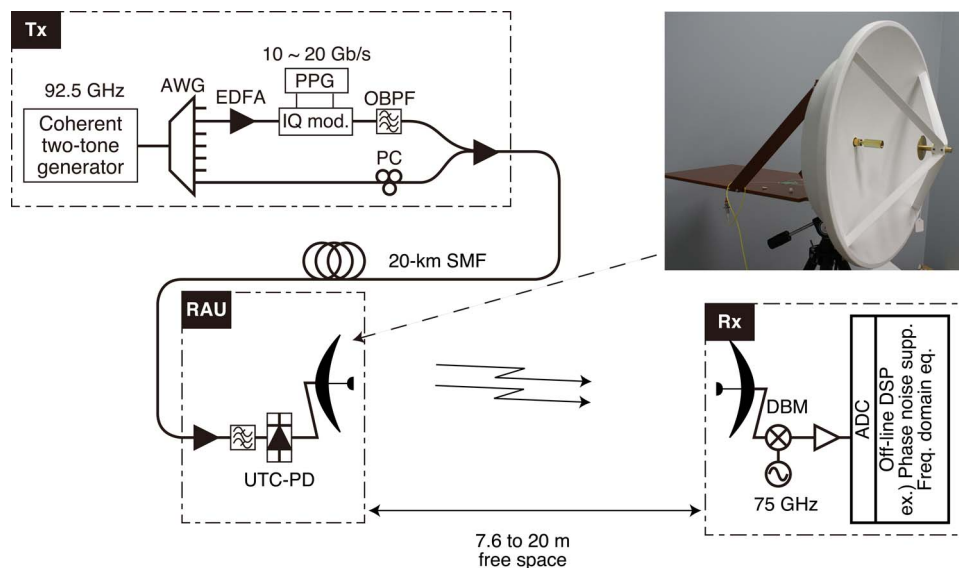 Tx
10 ~ 20 Gb/s
92.5 GHz
AWG
EDFA
PPG
OBPF
Coherent
two-tone
generator
IQ mod.
PC
20-km SMF
RAU
Rx
DBM
UTC-PD
75 GHz
ADC
Off-line DSP
ex.) Phase noise supp.
Freq. domain eq.
7.6 to 20 m
free space